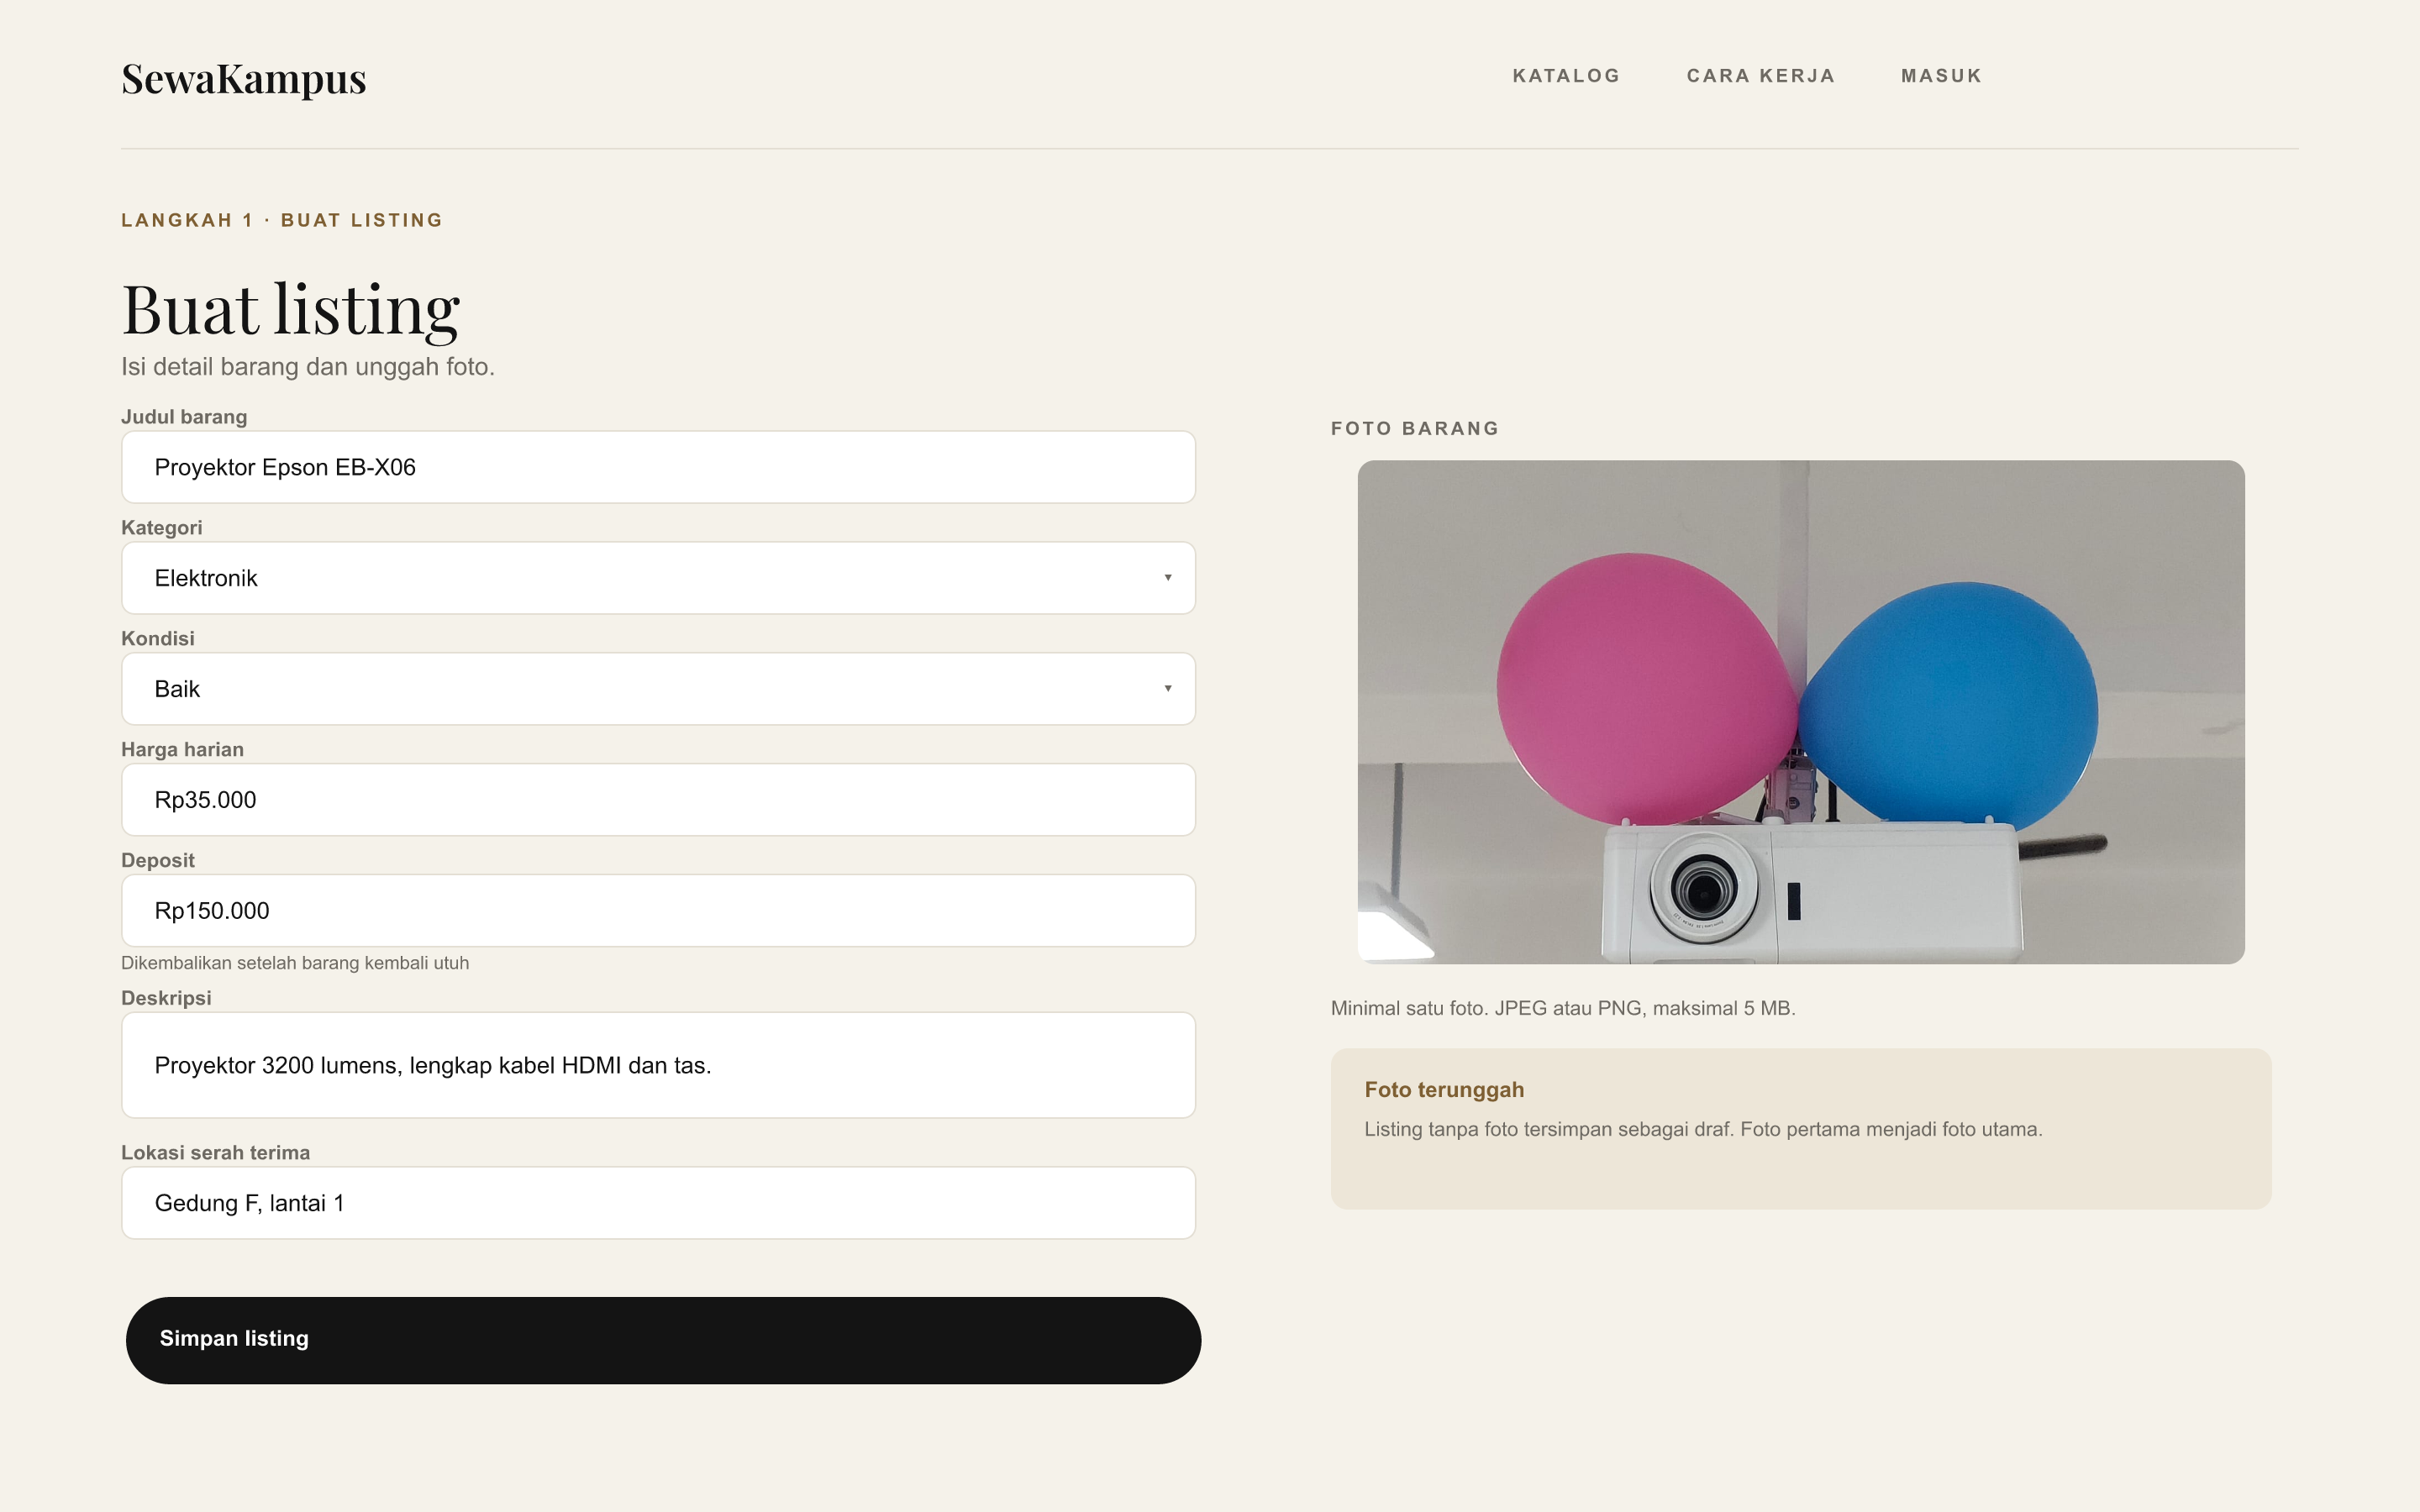 SewaKampus
KATALOG CARA KERJA MASUK
LANGKAH 1 · BUAT LISTING
Buat listing
Isi detail barang dan unggah foto.
Judul barang
Proyektor Epson EB-X06
Kategori
Elektronik
Kondisi
Baik
Harga harian
Rp35.000
Deposit
Rp150.000
Dikembalikan setelah barang kembali utuh
Deskripsi
Proyektor 3200 lumens, lengkap kabel HDMI dan tas.
Lokasi serah terima
Gedung F, lantai 1
Simpan listing
FOTO BARANG
Minimal satu foto. JPEG atau PNG, maksimal 5 MB.
Foto terunggah
Listing tanpa foto tersimpan sebagai draf. Foto pertama menjadi foto utama.